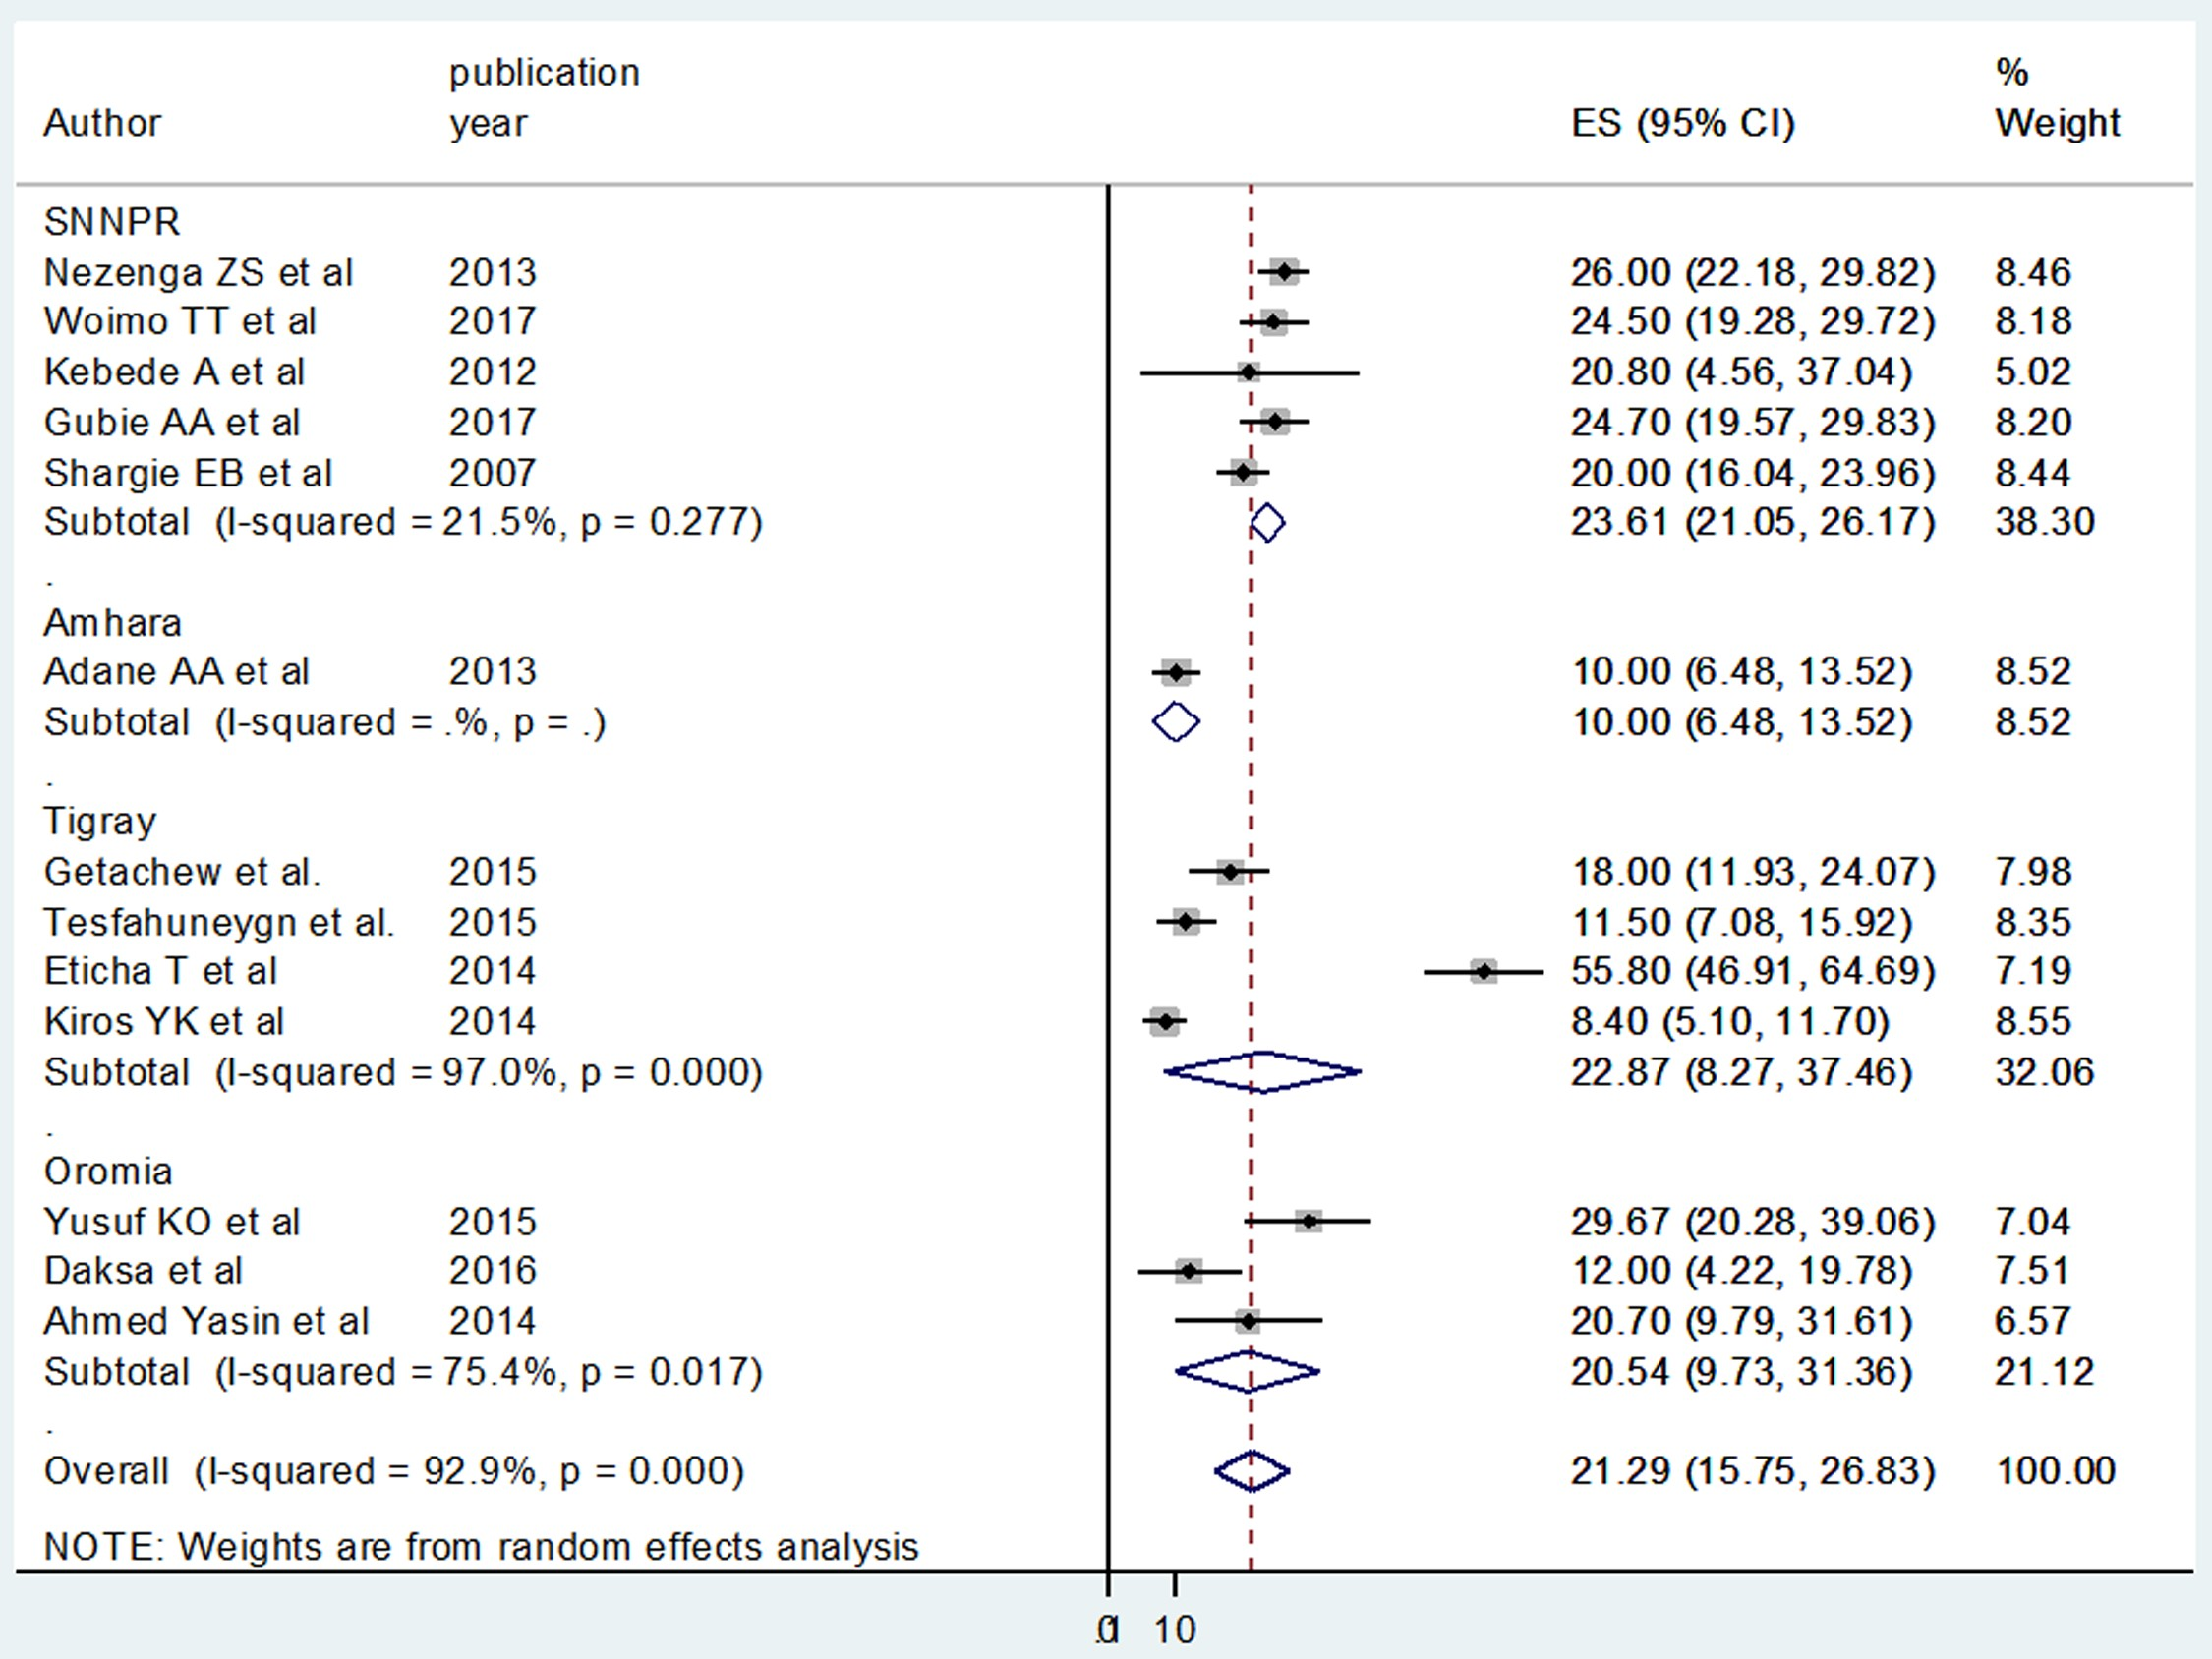 publication %
Author year ES (95% CI) Weight
SNNPR
Nezenga ZS et al 2013 26.00 (22.18, 29.82) 8.46
Woimo TT et al 2017 24.50 (19.28, 29.72) 8.18
Kebede A et al 2012 20.80 (4.56, 37.04) 5.02
Gubie AA et al 2017 24.70 (19.57, 29.83) 8.20
Shargie EB et al 2007 20.00 (16.04, 23.96) 8.44
Subtotal (I-squared = 21.5%, p = 0.277) 23.61 (21.05, 26.17) 38.30
.
Amhara
Adane AA et al 2013 10.00 (6.48, 13.52) 8.52
Subtotal (I-squared = .%, p = .) 10.00 (6.48, 13.52) 8.52
.
Tigray
Getachew et al. 2015 18.00 (11.93, 24.07) 7.98
Tesfahuneygn et al. 2015 11.50 (7.08, 15.92) 8.35
Eticha T et al 2014 55.80 (46.91, 64.69) 7.19
Kiros YK et al 2014 8.40 (5.10, 11.70) 8.55
Subtotal (I-squared = 97.0%, p = 0.000) 22.87 (8.27, 37.46) 32.06
.
Oromia
Yusuf KO et al 2015 29.67 (20.28, 39.06) 7.04
Daksa et al 2016 12.00 (4.22, 19.78) 7.51
Ahmed Yasin et al 2014 20.70 (9.79, 31.61) 6.57
Subtotal (I-squared = 75.4%, p = 0.017) 20.54 (9.73, 31.36) 21.12
.
Overall (I-squared = 92.9%, p = 0.000) 21.29 (15.75, 26.83) 100.00
NOTE: Weights are from random effects analysis
10